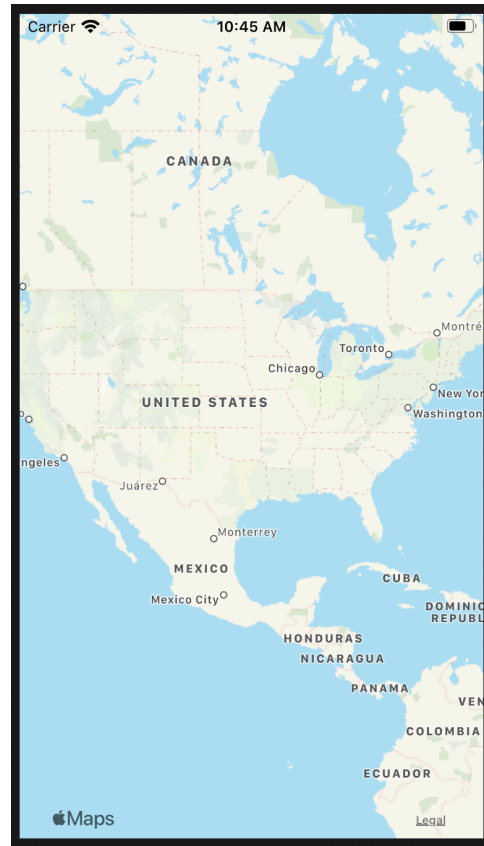 Carrier 10:45 AM
CANADA
Montré
Toronto
Chicago
New Yor
UNITED STATES
Washington
ngeles
Juárez
Monterrey
MEXICO
CUBA
Mexico City
DOMINIC
REPUBL
HONDURAS
NICARAGUA
PANAMA
VEN
COLOMBIA
ECUADOR
Maps
Legal